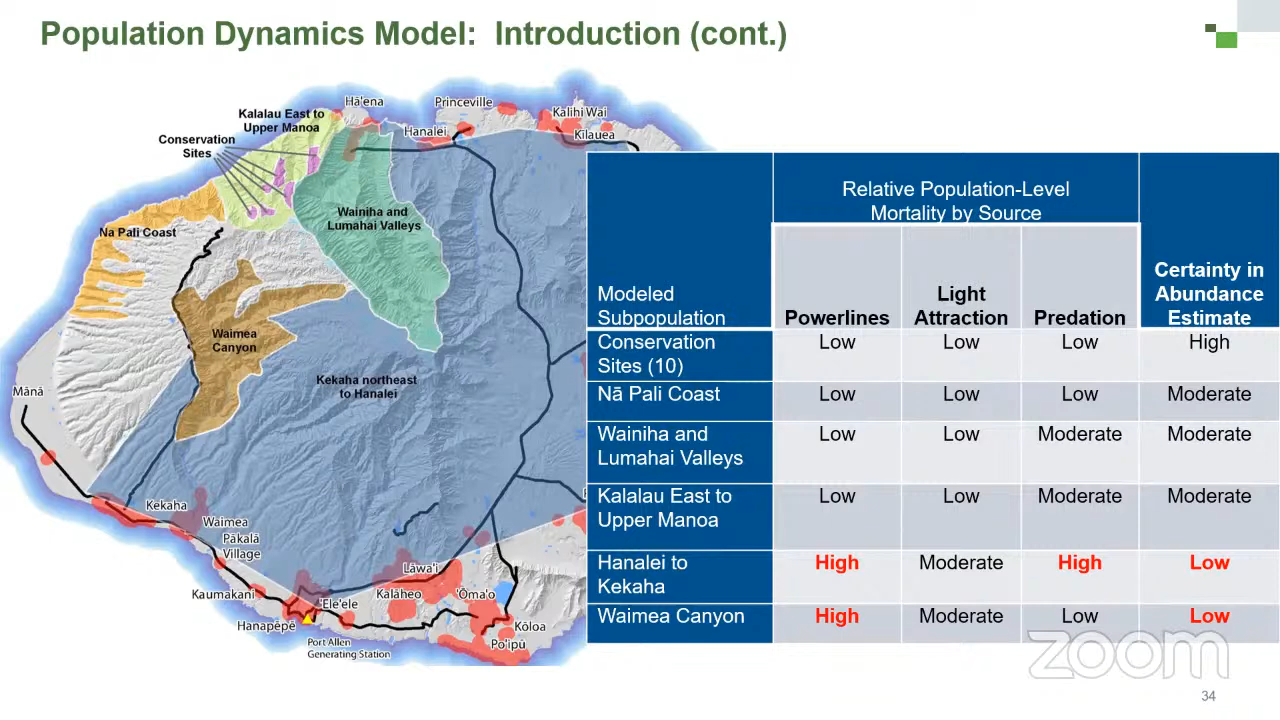 Population Dynamics Model:  Introduction (cont.)
Kalalau East to
Upper Manoa
Conservation
Sites
Hā'ena
Princeville
Hanalei
Kalihi Wai
Kīlauea
Na Pali Coast
Wainiha and
Lumahai Valleys
Waimea
Canyon
Kekaha northeast
to Hanalei
Mānā
Kekaha
Waimea
Pākalā
Village
Kaumakani
Hanapēpē
'Ele'ele
Port Allen
Generating Station
Kalāheo
Lāwa'i
'Ōma'o
Kōloa
Po'ipū
Modeled
Subpopulation
Relative Population-Level
Mortality by Source
Powerlines
Light
Attraction
Predation
Certainty in
Abundance
Estimate
Conservation
Sites (10)
Low
Low
Low
High
Nā Pali Coast
Low
Low
Low
Moderate
Wainiha and
Lumahai Valleys
Low
Low
Moderate
Moderate
Kalalau East to
Upper Manoa
Low
Low
Moderate
Moderate
Hanalei to
Kekaha
High
Moderate
High
Low
Waimea Canyon
High
Moderate
Low
Low
zoom
34